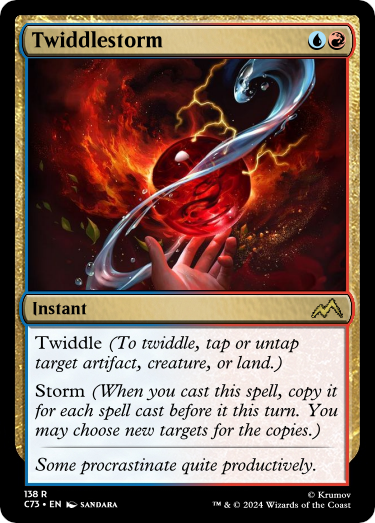 Twiddlestorm
Instant
Twiddle (To twiddle, tap or untap
target artifact, creature, or land.)
Storm (When you cast this spell, copy it
for each spell cast before it this turn. You
may choose new targets for the copies.)
Some procrastinate quite productively.
138 R
C73 • EN SANDARA
© Krumov
™ & © 2024 Wizards of the Coast